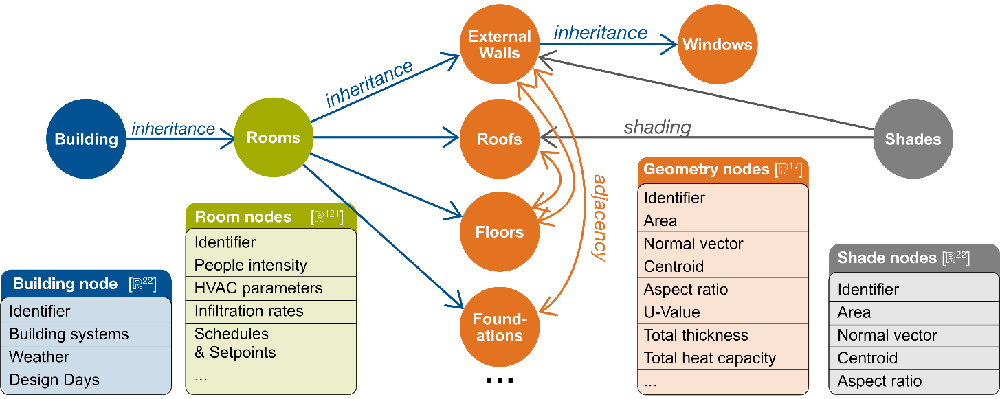 External
Walls
inheritance
Windows
inheritance
Building
inheritance
Rooms
Roofs
shading
Shades
adjacency
Floors
Found-
ations
...
Building node [ℝ22]
Identifier
Building systems
Weather
Design Days
Room nodes [ℝ121]
Identifier
People intensity
HVAC parameters
Infiltration rates
Schedules
& Setpoints
...
Geometry nodes [ℝ17]
Identifier
Area
Normal vector
Centroid
Aspect ratio
U-Value
Total thickness
Total heat capacity
...
Shade nodes [ℝ22]
Identifier
Area
Normal vector
Centroid
Aspect ratio